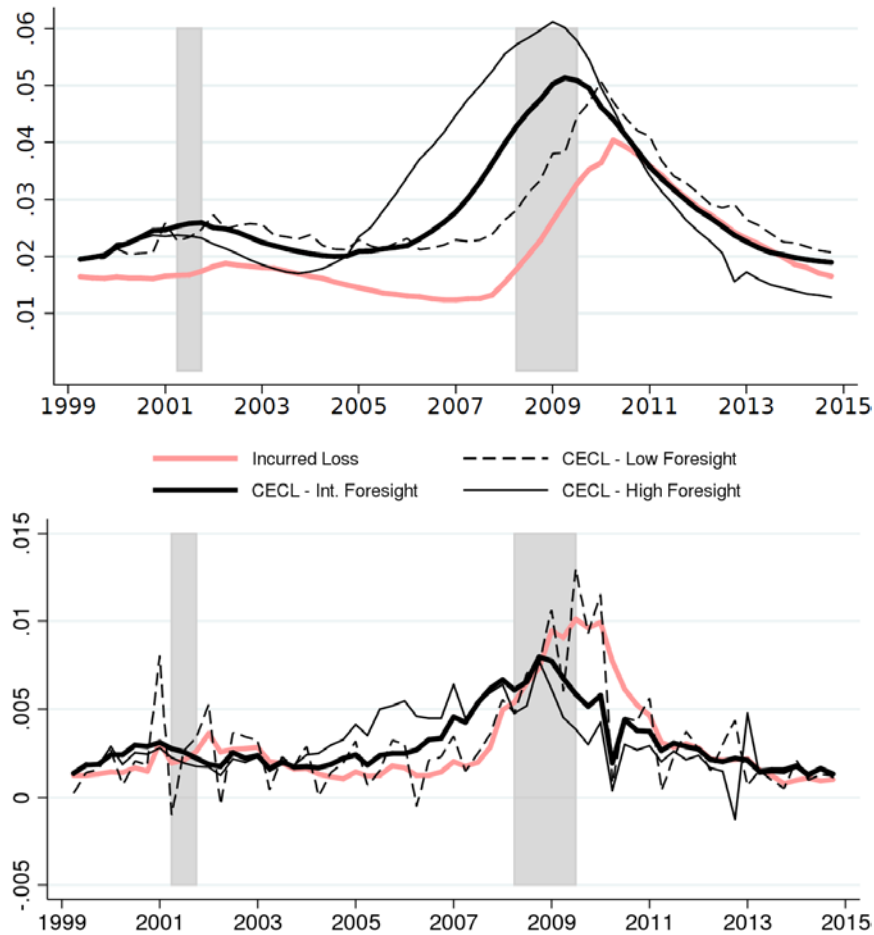 .06
.05
.04
.03
.02
.01
1999 2001 2003 2005 2007 2009 2011 2013 2015
Incurred Loss CECL - Low Foresight
CECL - Int. Foresight CECL - High Foresight
.015
.01
.005
0
-.005
1999 2001 2003 2005 2007 2009 2011 2013 2015